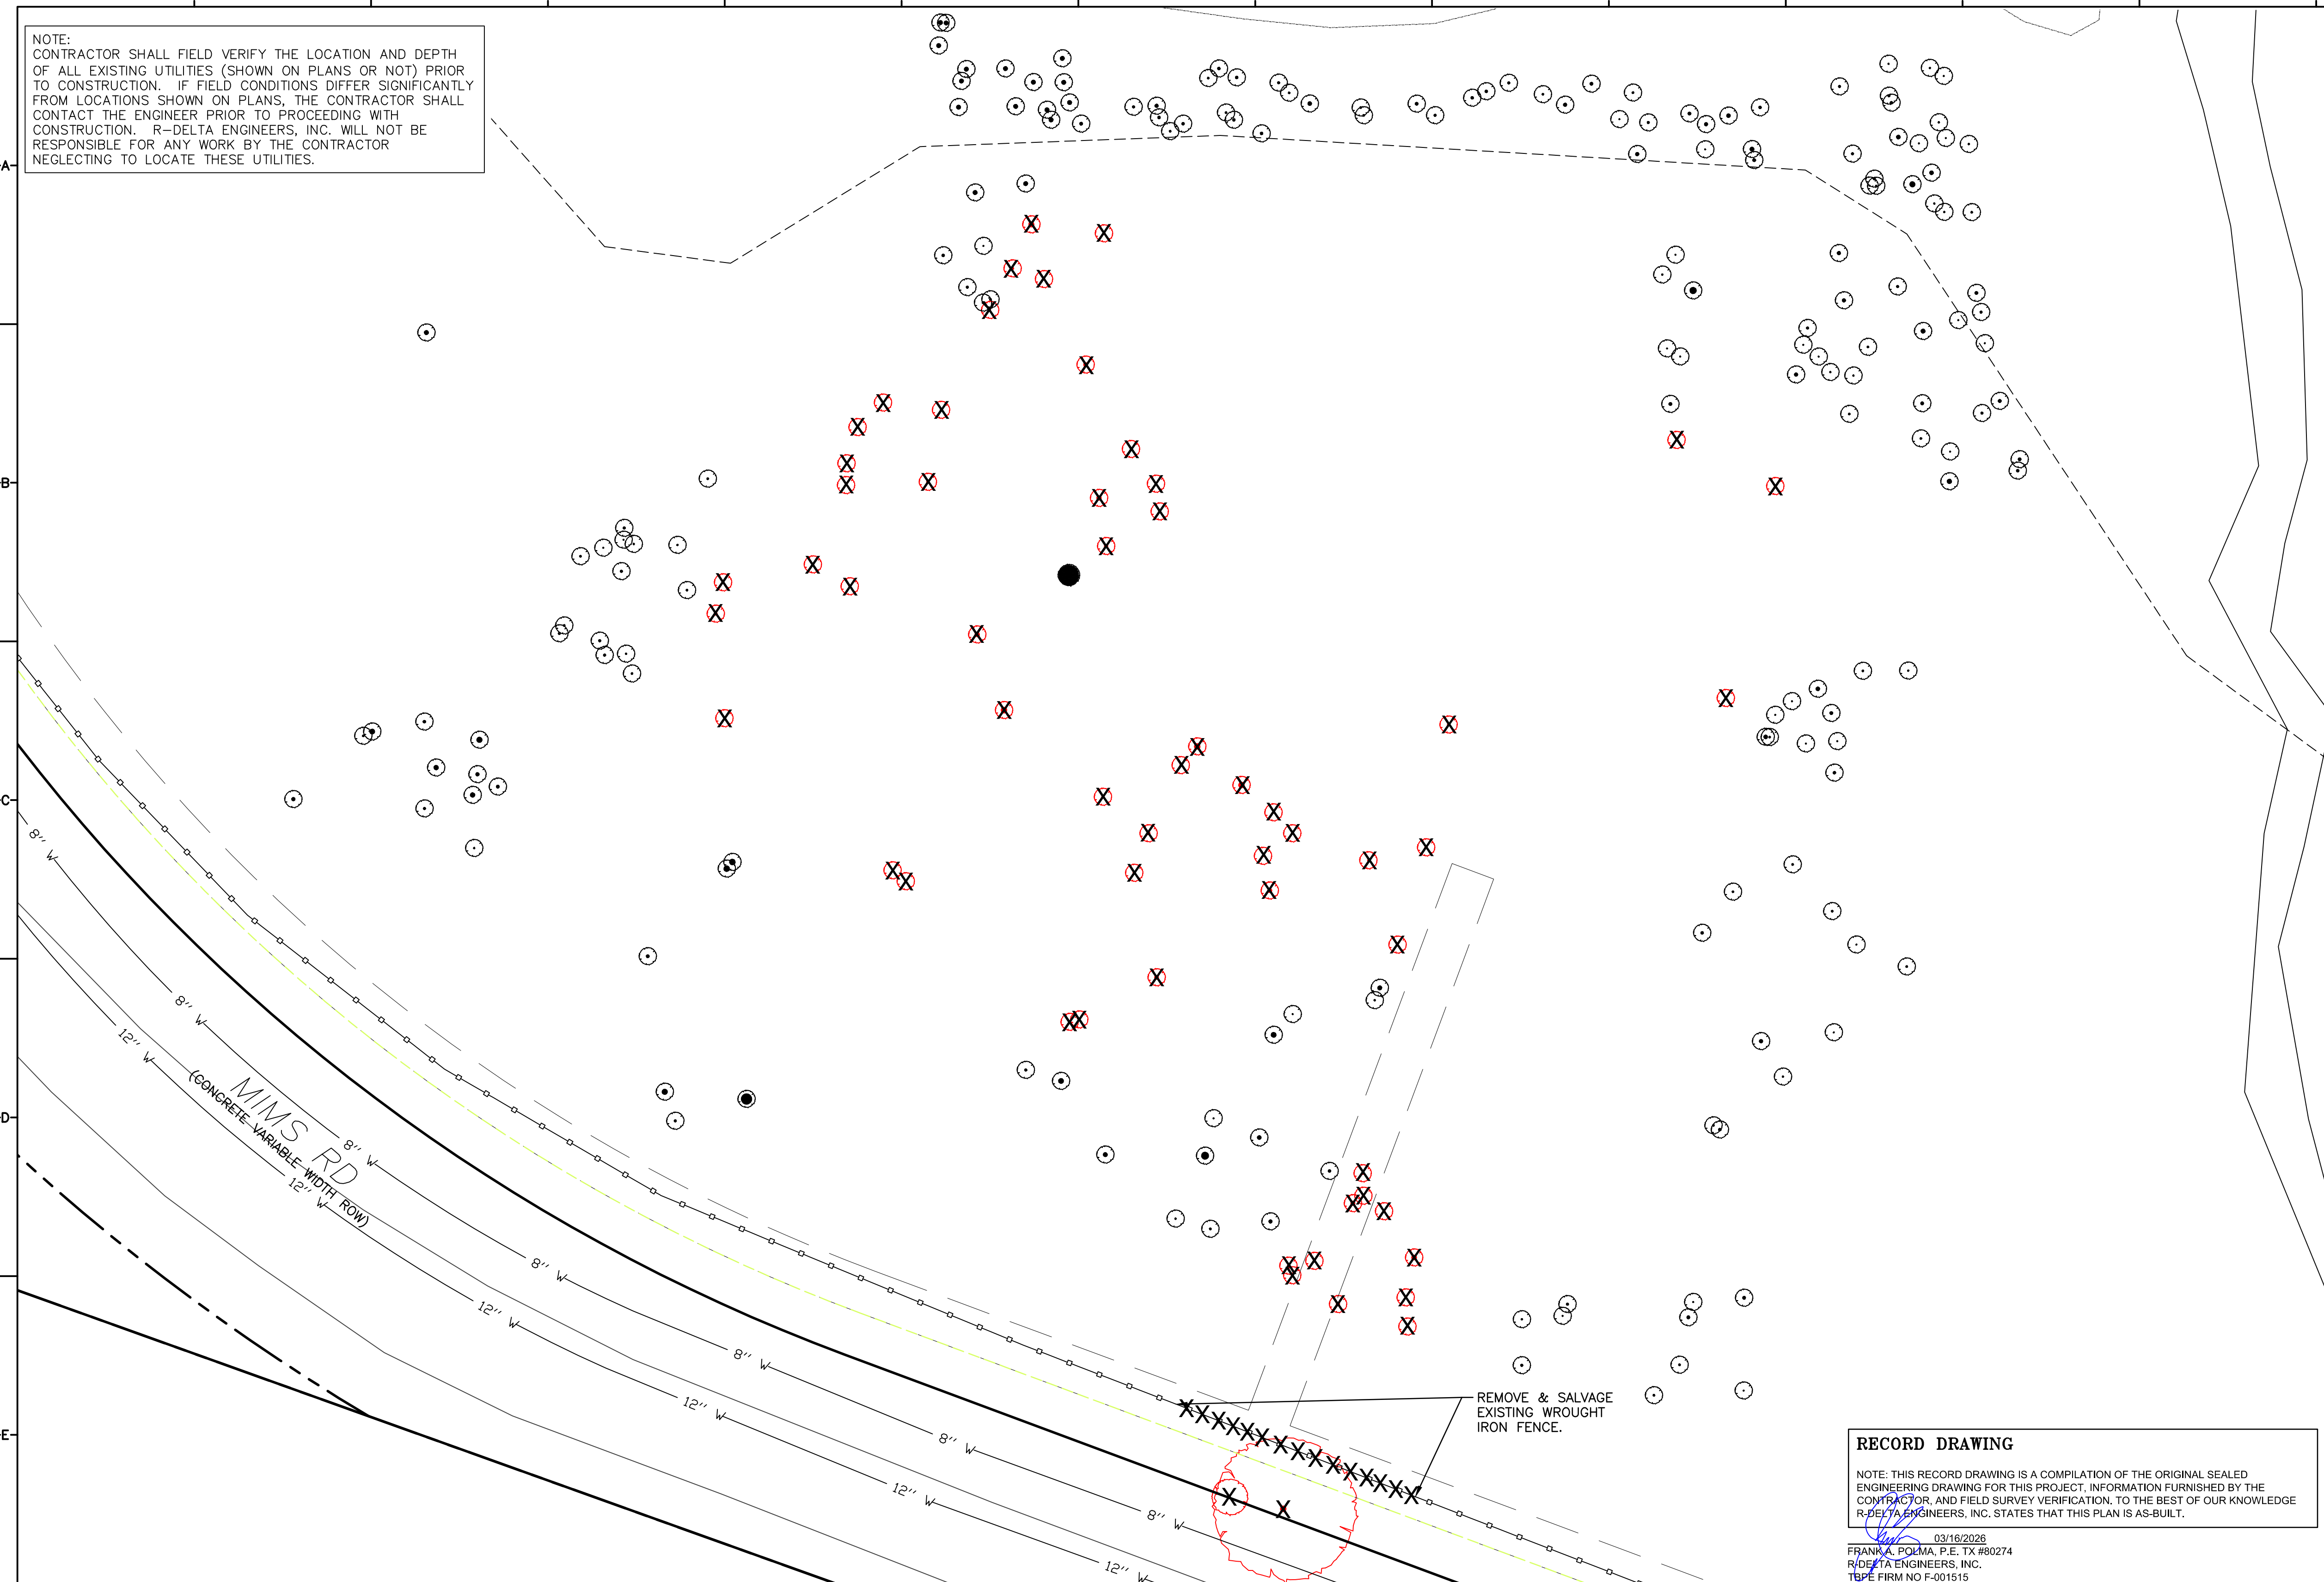 NOTE:
CONTRACTOR SHALL FIELD VERIFY THE LOCATION AND DEPTH
OF ALL EXISTING UTILITIES (SHOWN ON PLANS OR NOT) PRIOR
TO CONSTRUCTION. IF FIELD CONDITIONS DIFFER SIGNIFICANTLY
FROM LOCATIONS SHOWN ON PLANS, THE CONTRACTOR SHALL
CONTACT THE ENGINEER PRIOR TO PROCEEDING WITH
CONSTRUCTION. R-DELTA ENGINEERS, INC. WILL NOT BE
RESPONSIBLE FOR ANY WORK BY THE CONTRACTOR
NEGLECTING TO LOCATE THESE UTILITIES.
A
B
C
D
E
8'' W
8'' W
12'' W
MIMS RD
(CONCRETE VARIABLE WIDTH ROW)
8'' W
12'' W
8'' W
12'' W
8'' W
12'' W
8'' W
12'' W
8'' W
12'' W
REMOVE & SALVAGE
EXISTING WROUGHT
IRON FENCE.
RECORD DRAWING
NOTE: THIS RECORD DRAWING IS A COMPILATION OF THE ORIGINAL SEALED
ENGINEERING DRAWING FOR THIS PROJECT, INFORMATION FURNISHED BY THE
CONTRACTOR, AND FIELD SURVEY VERIFICATION. TO THE BEST OF OUR KNOWLEDGE
R-DELTA ENGINEERS, INC. STATES THAT THIS PLAN IS AS-BUILT.
03/16/2026
FRANK A. POLMA, P.E. TX #80274
R-DELTA ENGINEERS, INC.
TBPE FIRM NO F-001515